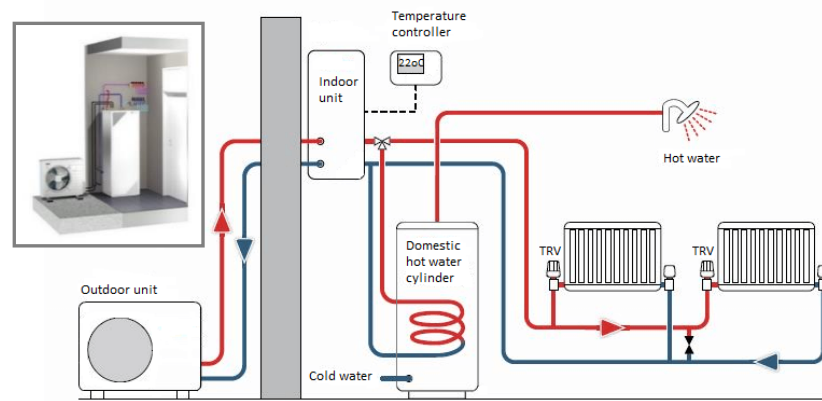 Temperature
controller
22oC
Indoor
unit
Hot water
Domestic
hot water
cylinder
TRV
TRV
Outdoor unit
Cold water